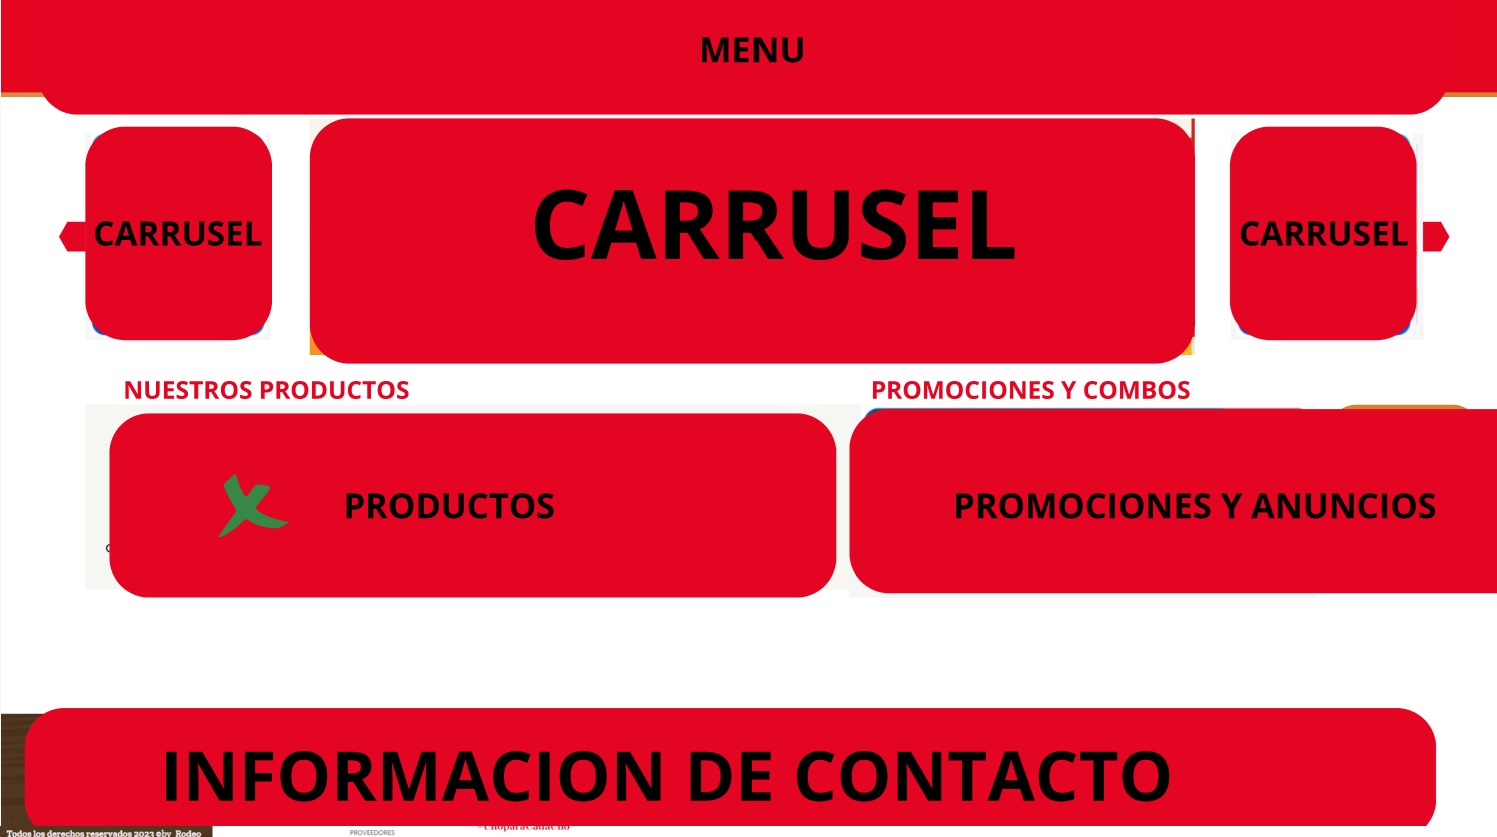 MENU
CARRUSEL
CARRUSEL
CARRUSEL
NUESTROS PRODUCTOS
PROMOCIONES Y COMBOS
PRODUCTOS
PROMOCIONES Y ANUNCIOS
INFORMACION DE CONTACTO
Todos los derechos reservados 2023 ©by Rodeo
PROVEEDORES